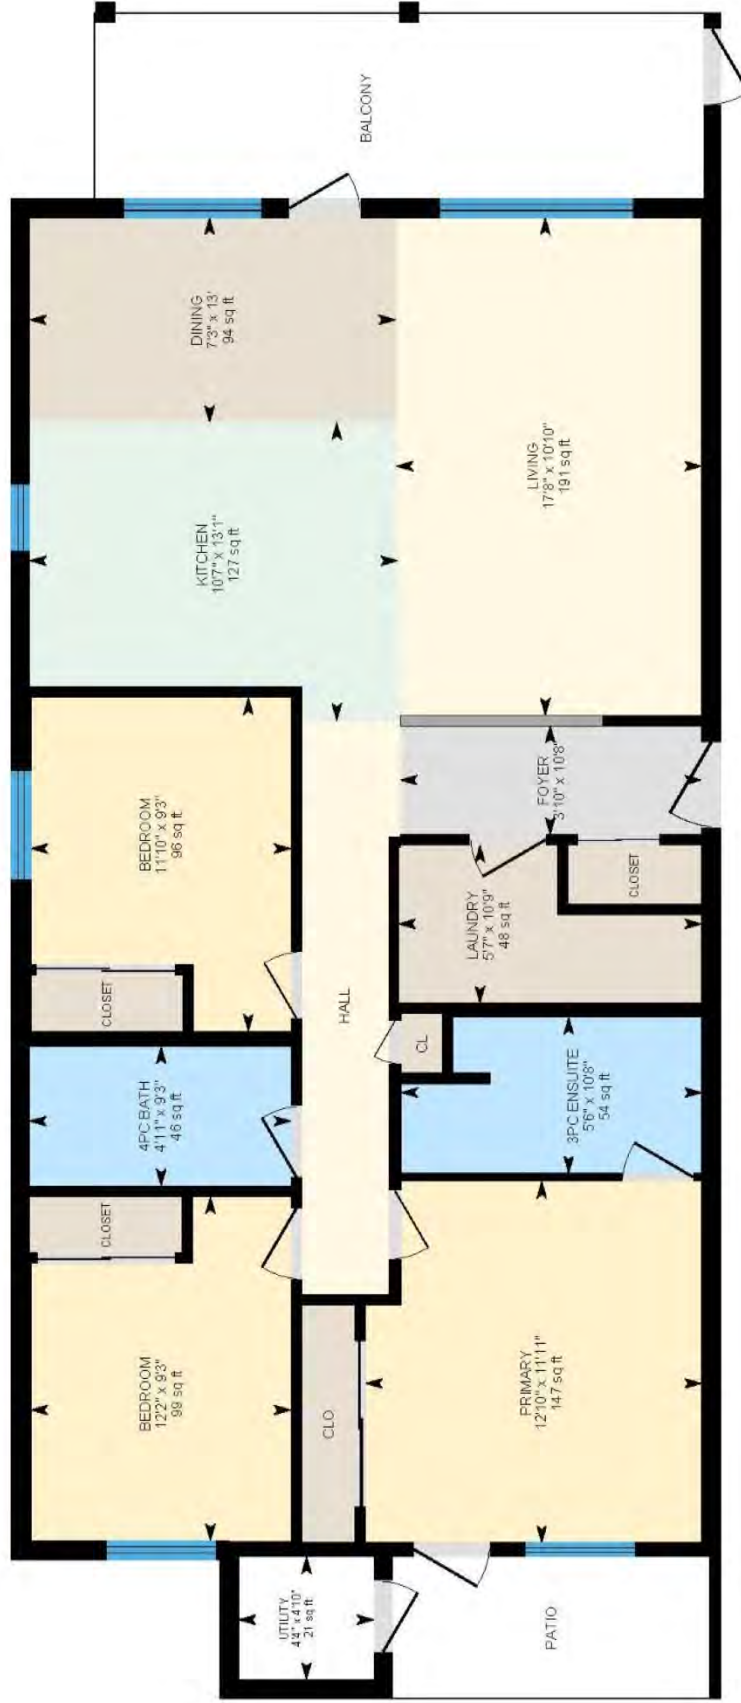 BALCONY
DINING
7'3" x 13'
94 sq ft
KITCHEN
10'7" x 13'1"
127 sq ft
LIVING
17'8" x 10'10"
191 sq ft
BEDROOM
11'10" x 9'3"
96 sq ft
FOYER
3'10" x 10'8"
CLOSET
LAUNDRY
5'7" x 10'9"
48 sq ft
CLOSET
HALL
CL
4PC BATH
4'11" x 9'3"
46 sq ft
3PC ENSUITE
5'6" x 10'8"
54 sq ft
CLOSET
BEDROOM
12'2" x 9'3"
99 sq ft
CLO
PRIMARY
12'10" x 11'11"
147 sq ft
UTILITY
4'4" x 4'10"
21 sq ft
PATIO